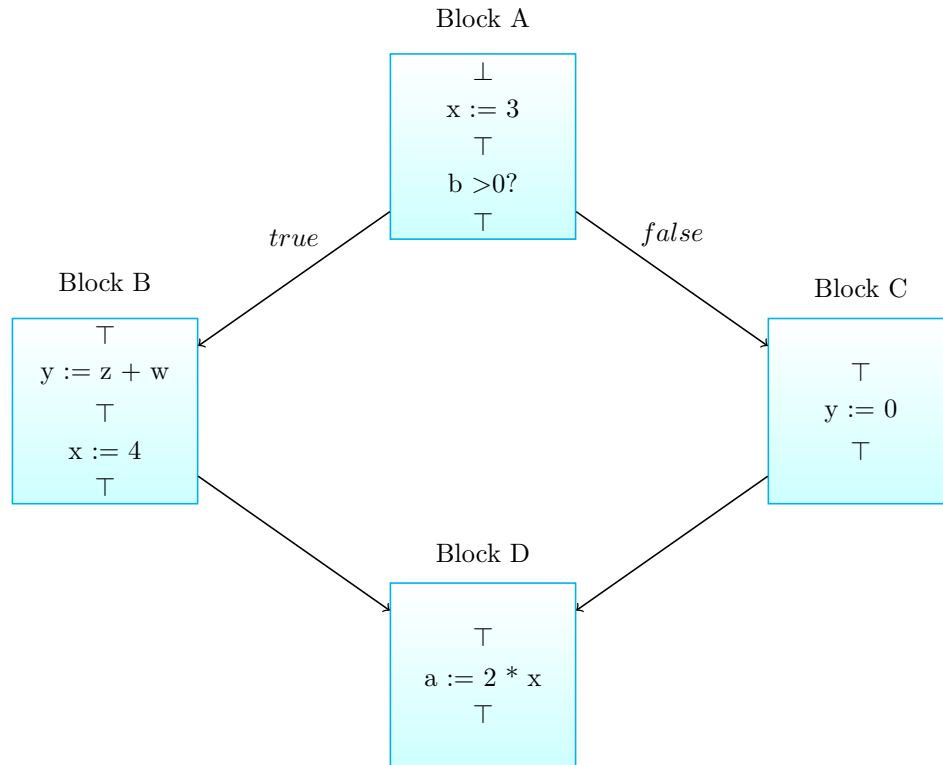 Block A
⊥
x := 3
⊤
b >0?
⊤
true
false
Block B
⊤
y := z + w
⊤
x := 4
⊤
Block C
⊤
y := 0
⊤
Block D
⊤
a := 2 * x
⊤